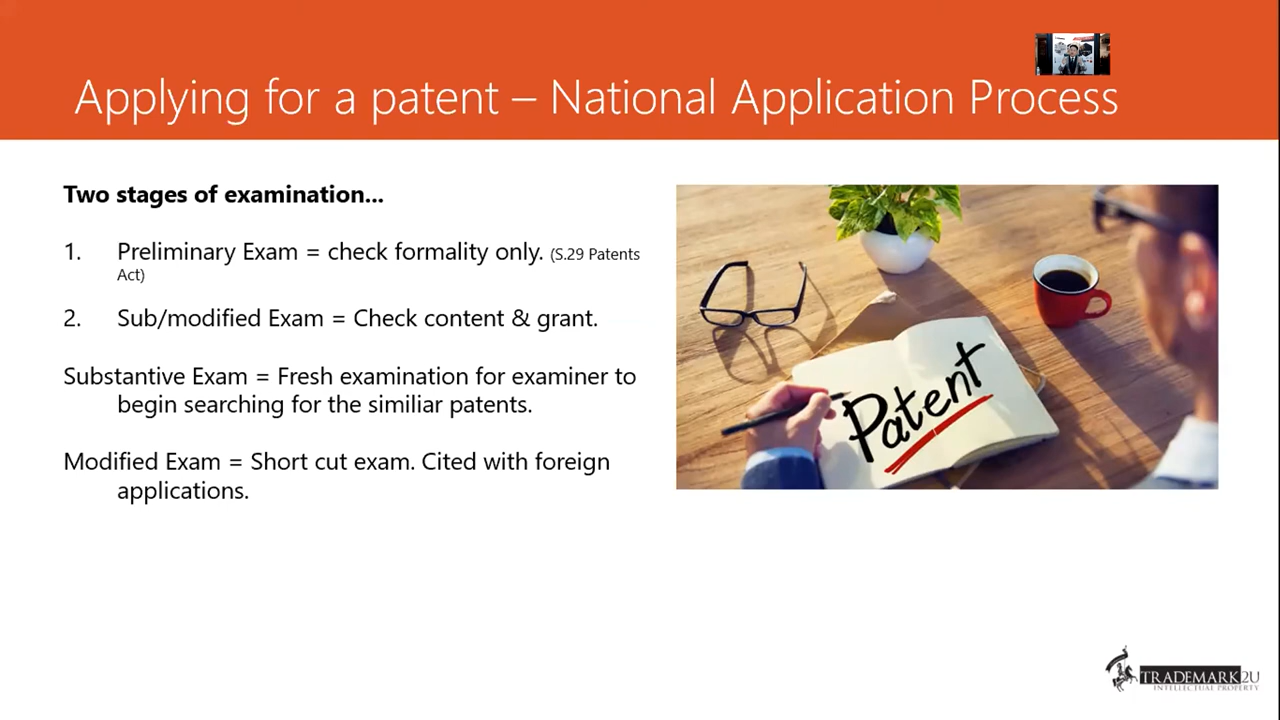 Applying for a patent – National Application Process
Two stages of examination...
1. Preliminary Exam = check formality only. (S.29 Patents
Act)
2. Sub/modified Exam = Check content & grant.
Substantive Exam = Fresh examination for examiner to
begin searching for the similiar patents.
Modified Exam = Short cut exam. Cited with foreign
applications.
Patent
TRADEMARK2U
INTELLECTUAL PROPERTY